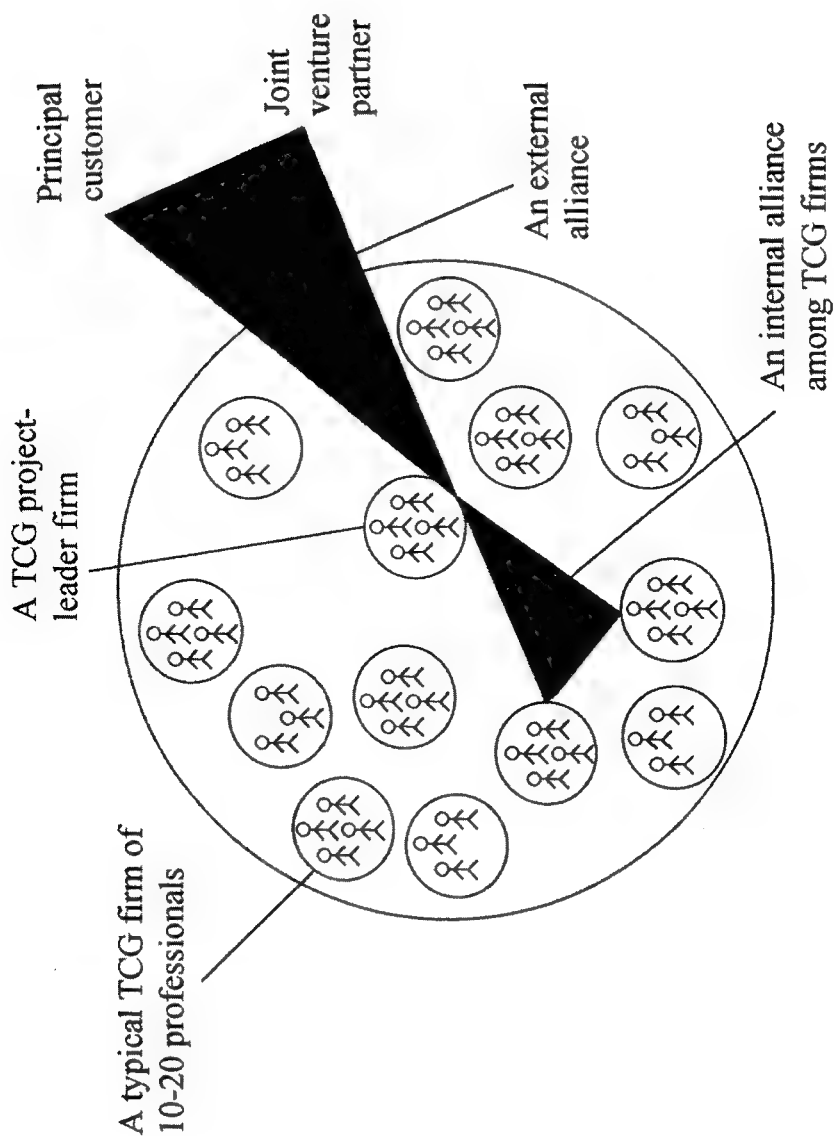 A typical TCG firm of
10-20 professionals
A TCG project-
leader firm
Principal
customer
Joint
venture
partner
An external
alliance
An internal alliance
among TCG firms